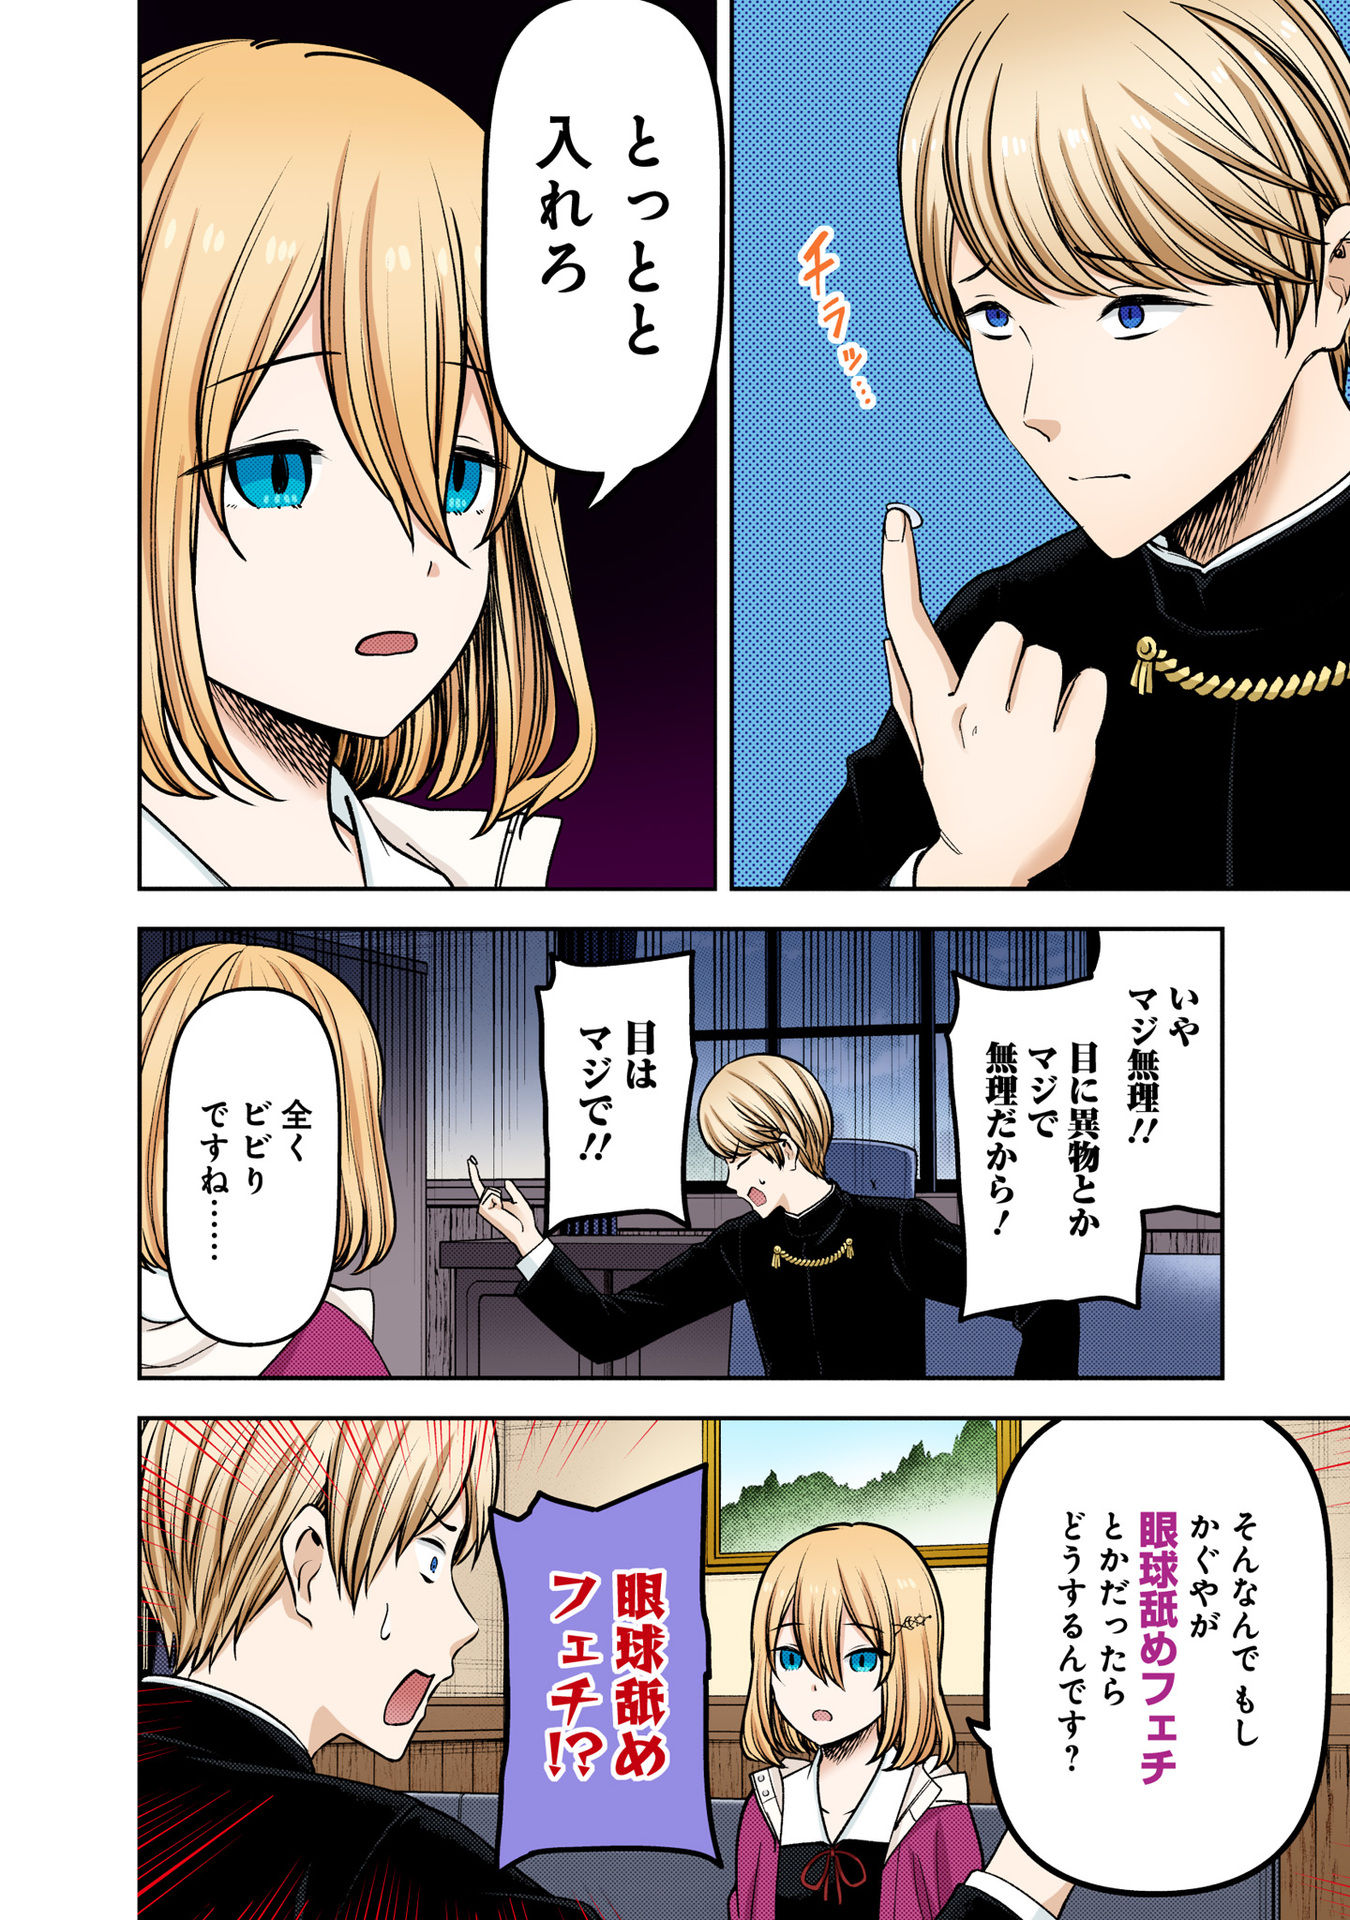 チラッ…
とっとと
入れろ
いや
マジ無理!!
目に異物とか
マジで
無理だから!
目は
マジで!!
全く
ビビり
ですね……
そんなんで もし
かぐやが
眼球舐めフェチ
とかだったら
どうするんです?
眼球舐め
フェチ!?